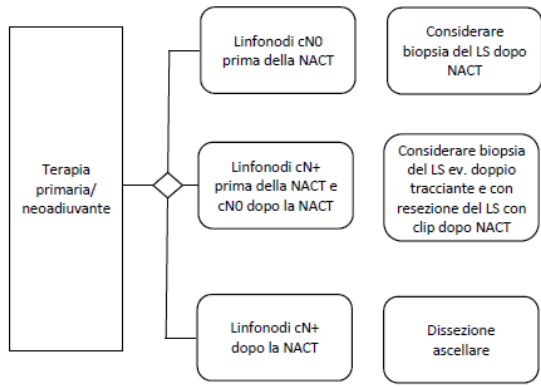 Terapia
primaria/
neoadiuvante
Linfonodi cN0
prima della NACT
Considerare
biopsia del LS dopo
NACT
Linfonodi cN+
prima della NACT e
cN0 dopo la NACT
Considerare biopsia
del LS ev. doppio
tracciante e con
resezione del LS con
clip dopo NACT
Linfonodi cN+
dopo la NACT
Dissezione
ascellare